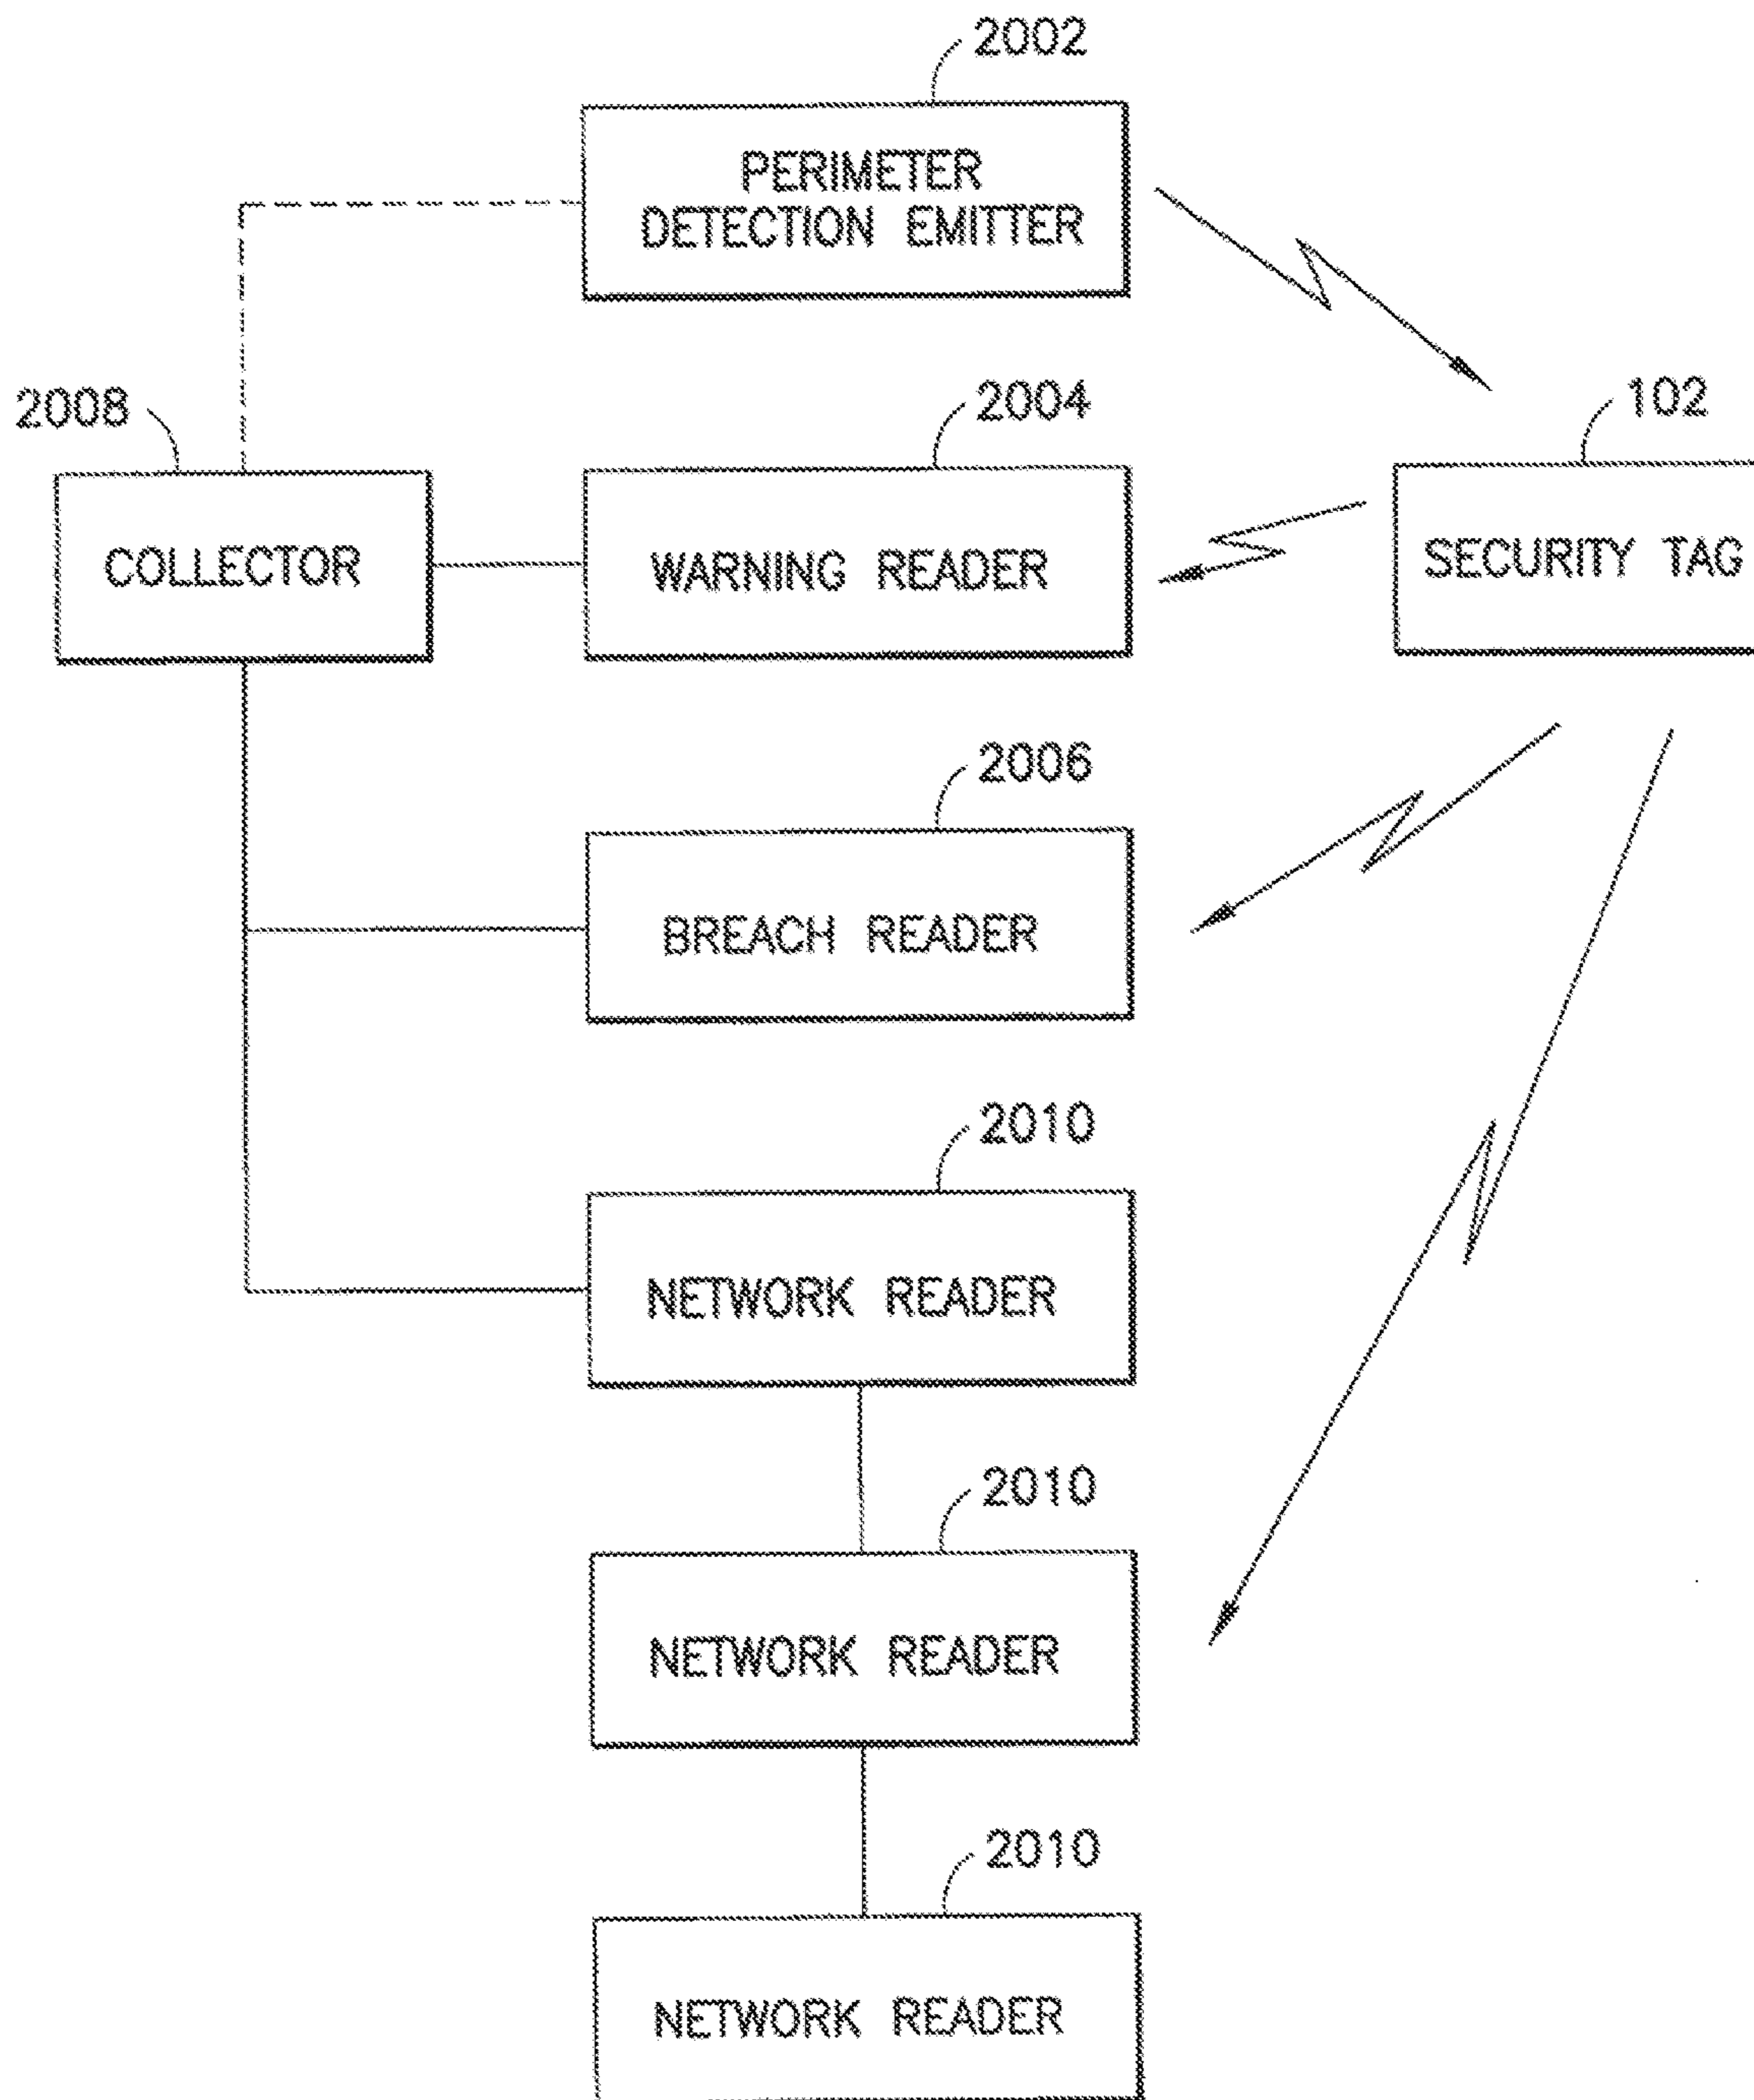 2002
PERIMETER
DETECTION EMITTER
2008
2004
102
COLLECTOR
WARNING READER
SECURITY TAG
2006
BREACH READER
2010
NETWORK READER
2010
NETWORK READER
2010
NETWORK READER